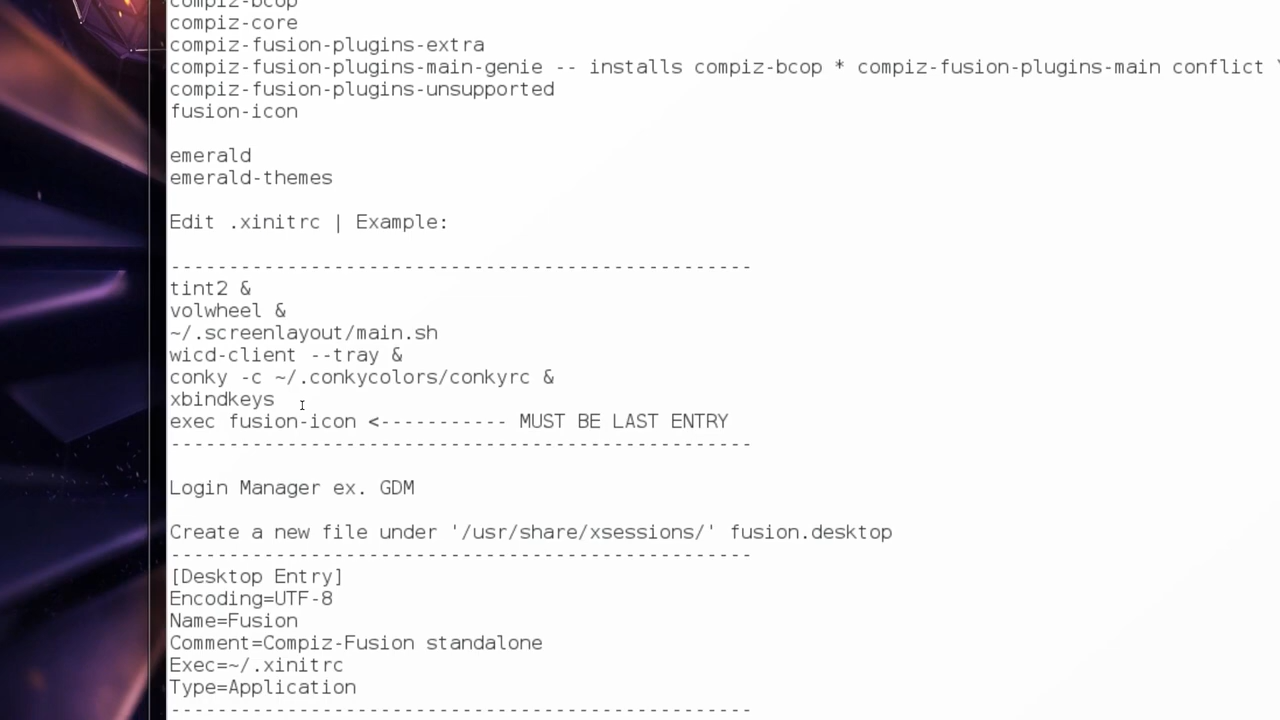 compiz-bcop
compiz-core
compiz-fusion-plugins-extra
compiz-fusion-plugins-main-genie -- installs compiz-bcop * compiz-fusion-plugins-main conflict
compiz-fusion-plugins-unsupported
fusion-icon
emerald
emerald-themes
Edit .xinitrc | Example:
--------------------------------------------------
tint2 &
volwheel &
~/.screenlayout/main.sh
wicd-client --tray &
conky -c ~/.conkycolors/conkyrc &
xbindkeys
exec fusion-icon <----------- MUST BE LAST ENTRY
--------------------------------------------------
Login Manager ex. GDM
Create a new file under '/usr/share/xsessions/' fusion.desktop
--------------------------------------------------
[Desktop Entry]
Encoding=UTF-8
Name=Fusion
Comment=Compiz-Fusion standalone
Exec=~/.xinitrc
Type=Application
--------------------------------------------------